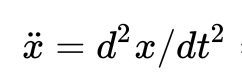 ẍ = d²x/dt²